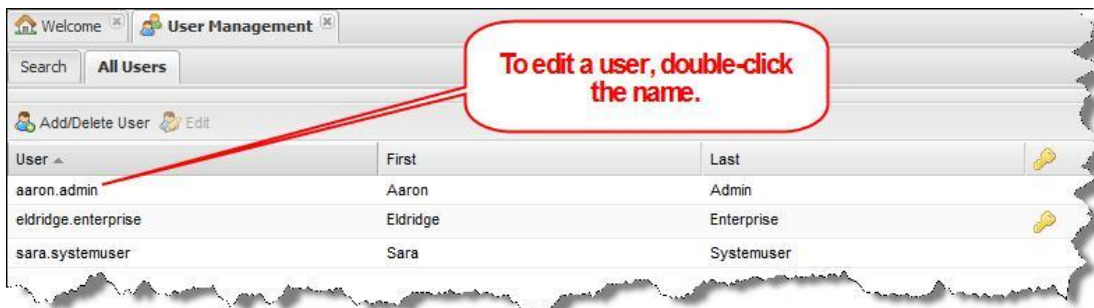 Welcome User Management
Search All Users
To edit a user, double-click
the name.
Add/Delete User Edit
User First Last
aaron.admin Aaron Admin
eldridge.enterprise Eldridge Enterprise
sara.systemuser Sara Systemuser